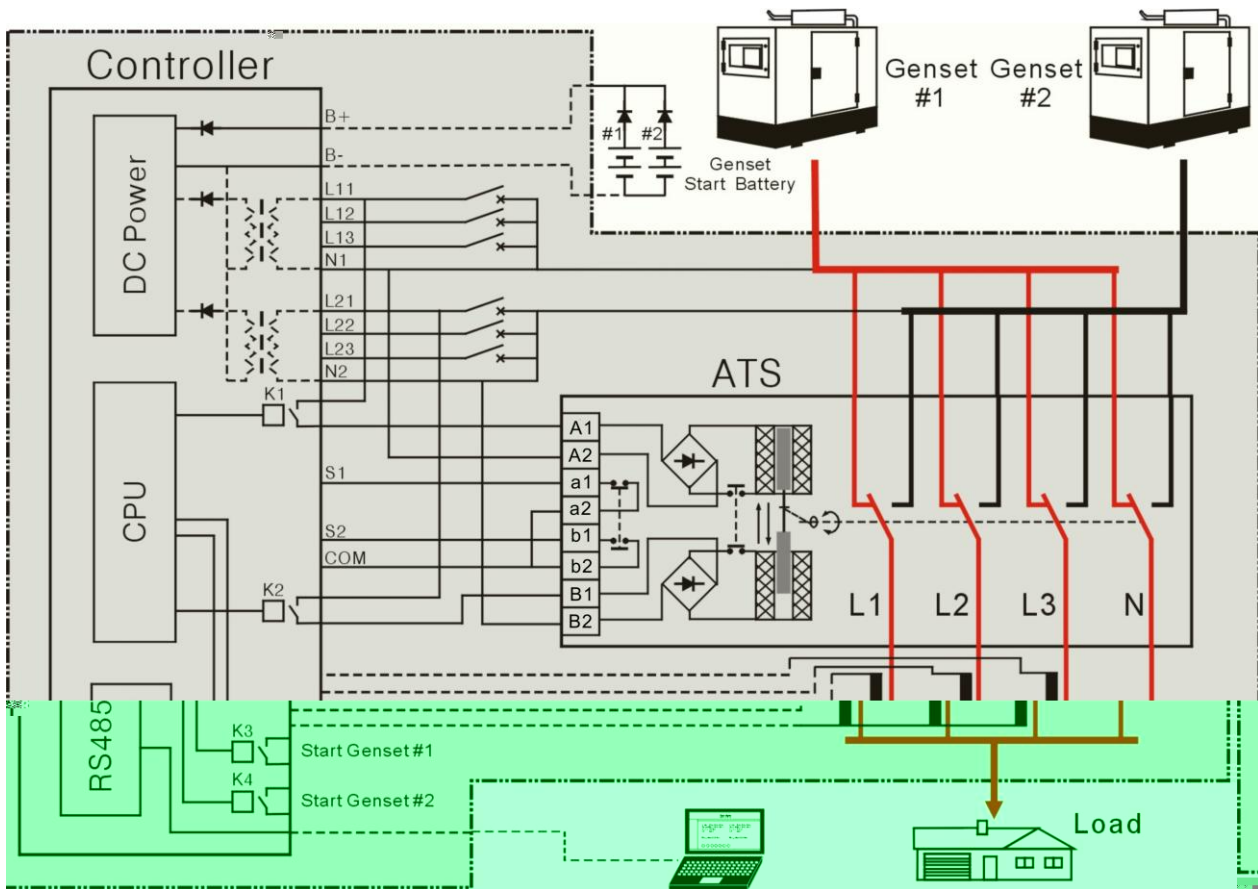 Controller
Genset #1
Genset #2
DC Power
B+
B-
#1
#2
Genset
Start Battery
L11
L12
L13
N1
L21
L22
L23
N2
ATS
CPU
K1
S1
S2
COM
K2
A1
A2
a1
a2
b1
b2
B1
B2
L1
L2
L3
N
RS485
K3
Start Genset #1
K4
Start Genset #2
Load